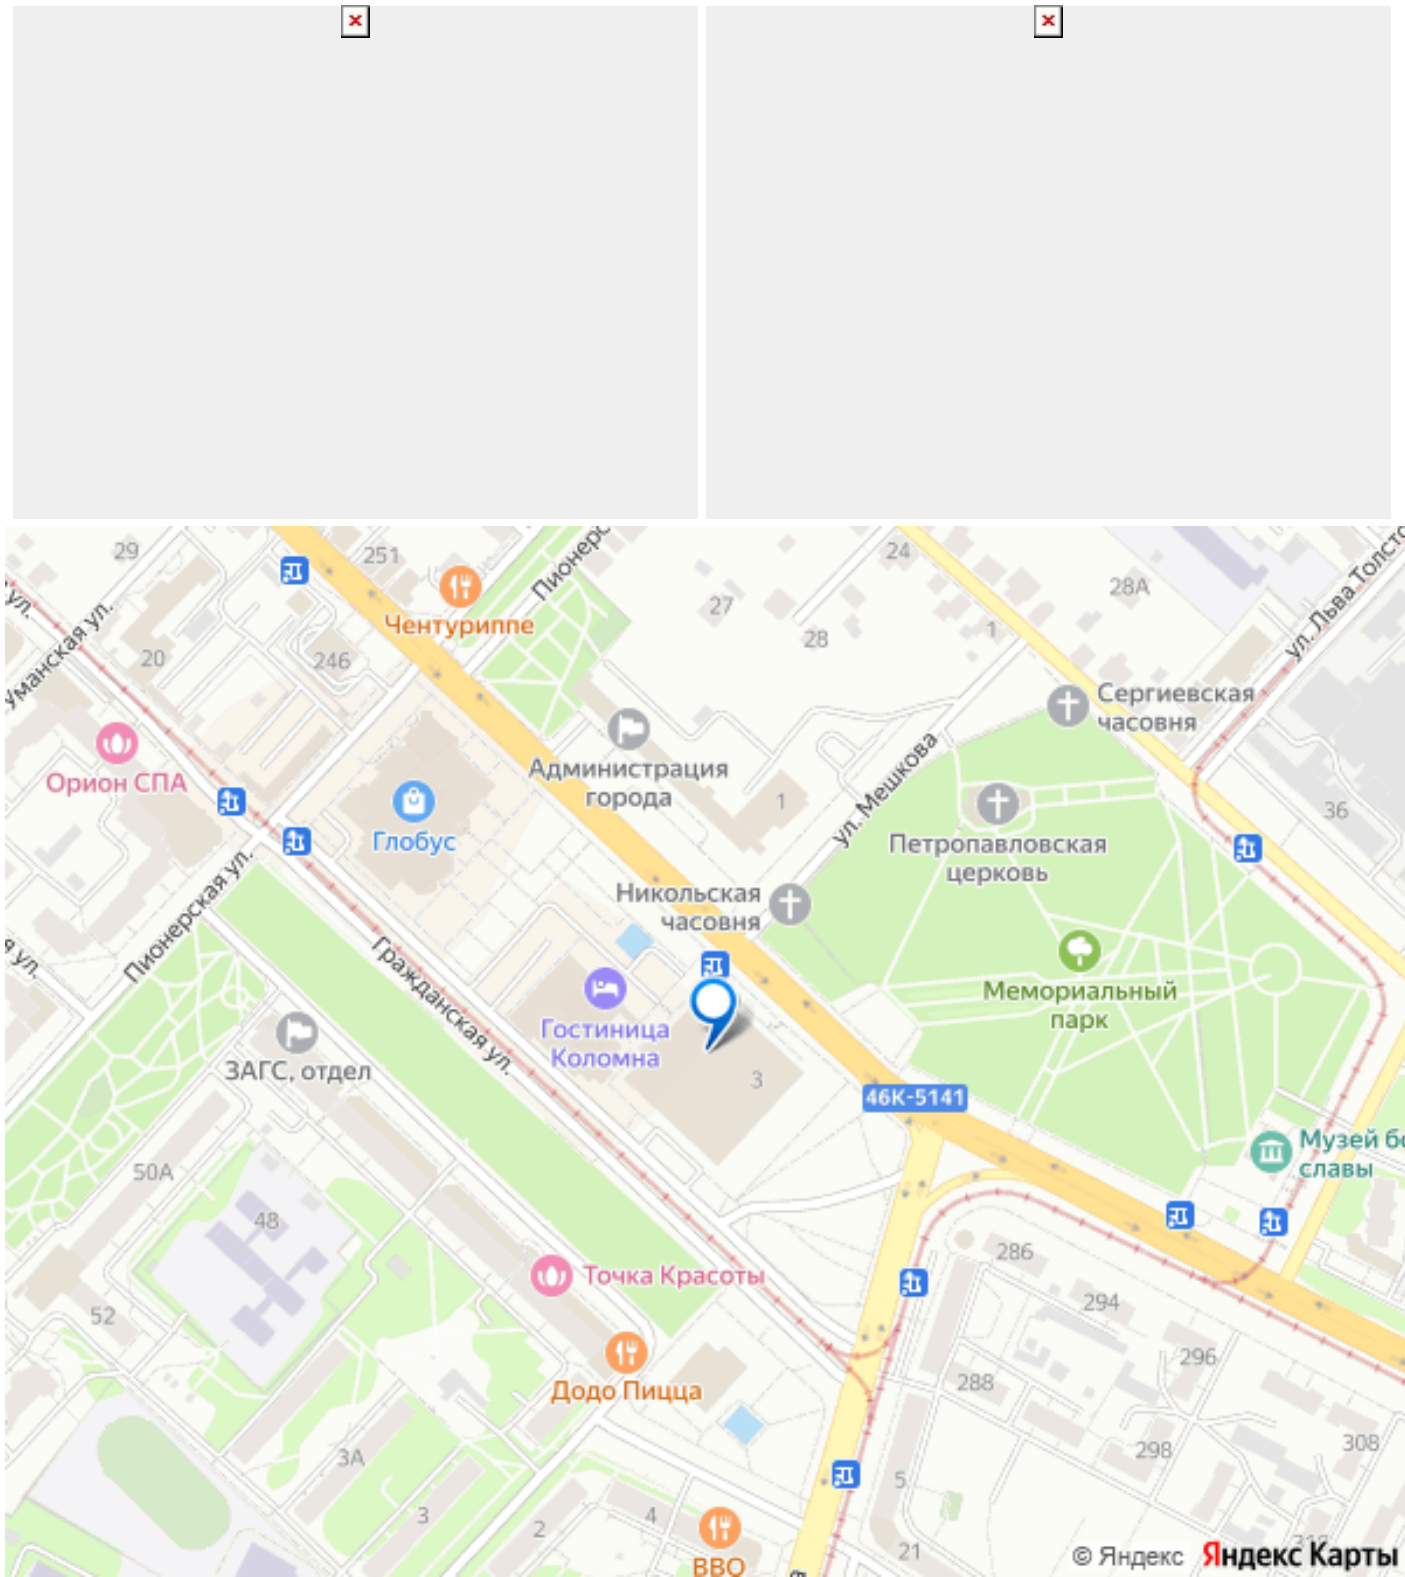 29
251
Чентуриппе
Пионерс
24
27
28
28А
1
ул. Льва Толсто
ул.
Уманская ул.
20
246
Сергиевская
часовня
Орион СПА
Администрация
города
1
ул. Мешкова
36
Глобус
Петропавловская
церковь
Пионерская ул.
Никольская
часовня
я ул.
Гражданская ул.
Мемориальный
парк
Гостиница
Коломна
ЗАГС, отдел
3
46К-5141
Музей бо
славы
50А
48
286
Точка Красоты
294
52
296
Додо Пицца
288
298
308
3А
5
3
2
4
21
ВВО
© Яндекс Яндекс Карты